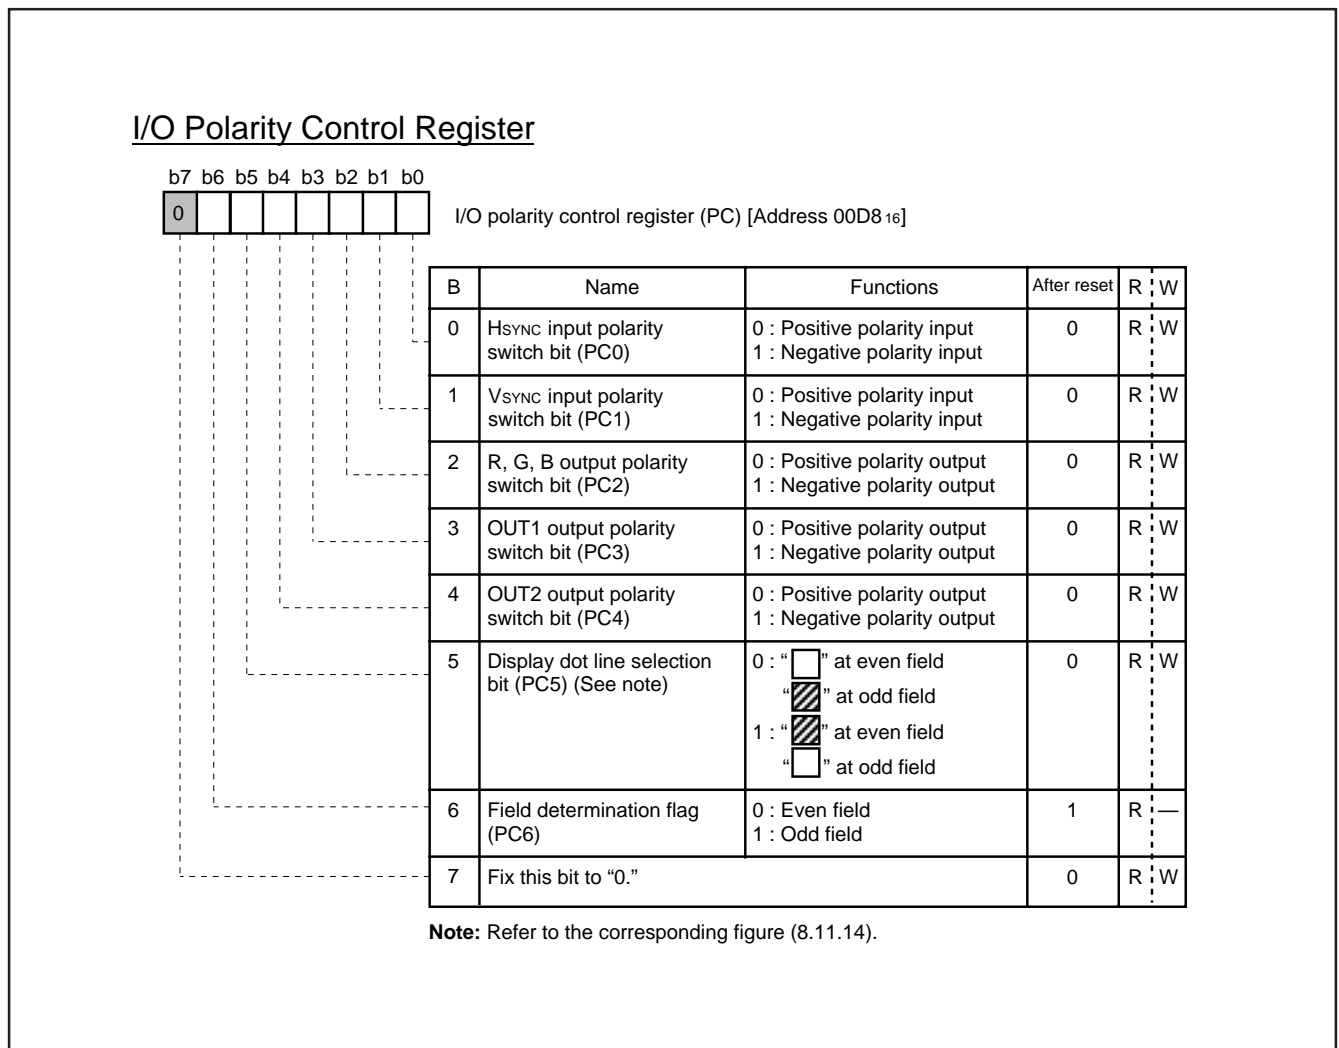 I/O Polarity Control Register
b7 b6 b5 b4 b3 b2 b1 b0
0
I/O polarity control register (PC) [Address 00D8 16]
B Name Functions After reset R W
0 HSYNC input polarity switch bit (PC0) 0 : Positive polarity input 0 R W
1 : Negative polarity input
1 VSYNC input polarity switch bit (PC1) 0 : Positive polarity input 0 R W
1 : Negative polarity input
2 R, G, B output polarity switch bit (PC2) 0 : Positive polarity output 0 R W
1 : Negative polarity output
3 OUT1 output polarity switch bit (PC3) 0 : Positive polarity output 0 R W
1 : Negative polarity output
4 OUT2 output polarity switch bit (PC4) 0 : Positive polarity output 0 R W
1 : Negative polarity output
5 Display dot line selection bit (PC5) (See note) 0 : “ ” at even field 0 R W
“ ” at odd field
1 : “ ” at even field
“ ” at odd field
6 Field determination flag (PC6) 0 : Even field 1 R —
1 : Odd field
7 Fix this bit to “0.” 0 R W
Note: Refer to the corresponding figure (8.11.14).